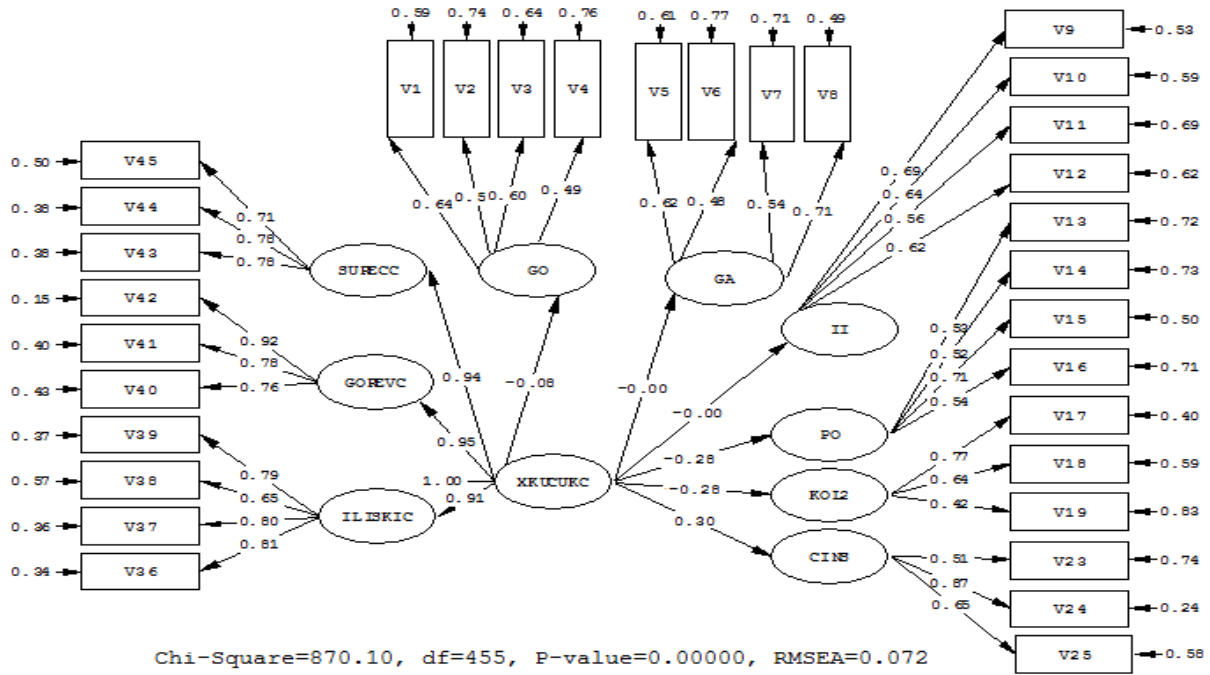 0.59 0.74 0.64 0.76 0.61 0.77 0.71 0.49
V1 V2 V3 V4 V5 V6 V7 V8
V9 0.53
V10 0.59
V11 0.69
V12 0.62
V13 0.72
V14 0.73
V15 0.50
V16 0.71
V17 0.40
V18 0.59
V19 0.83
V23 0.74
V24 0.24
V25 0.58
0.50 V45
0.38 V44
0.38 V43
0.15 V42
0.40 V41
0.43 V40
0.37 V39
0.57 V38
0.36 V37
0.34 V36
0.71
0.78
0.78
0.92
0.78
0.76
0.79
0.65
0.80
0.81
0.64 0.5 0.60 0.49
0.62 0.48 0.54 0.71
0.69
0.64
0.56
0.62
0.53
0.52
0.71
0.54
0.77
0.64
0.42
0.51
0.87
0.65
GO
GA
II
PO
CINS
0.94
0.95
0.91
1.00
-0.08
-0.00
-0.00
-0.28
-0.28
0.30
Chi-Square=870.10, df=455, P-value=0.00000, RMSEA=0.072